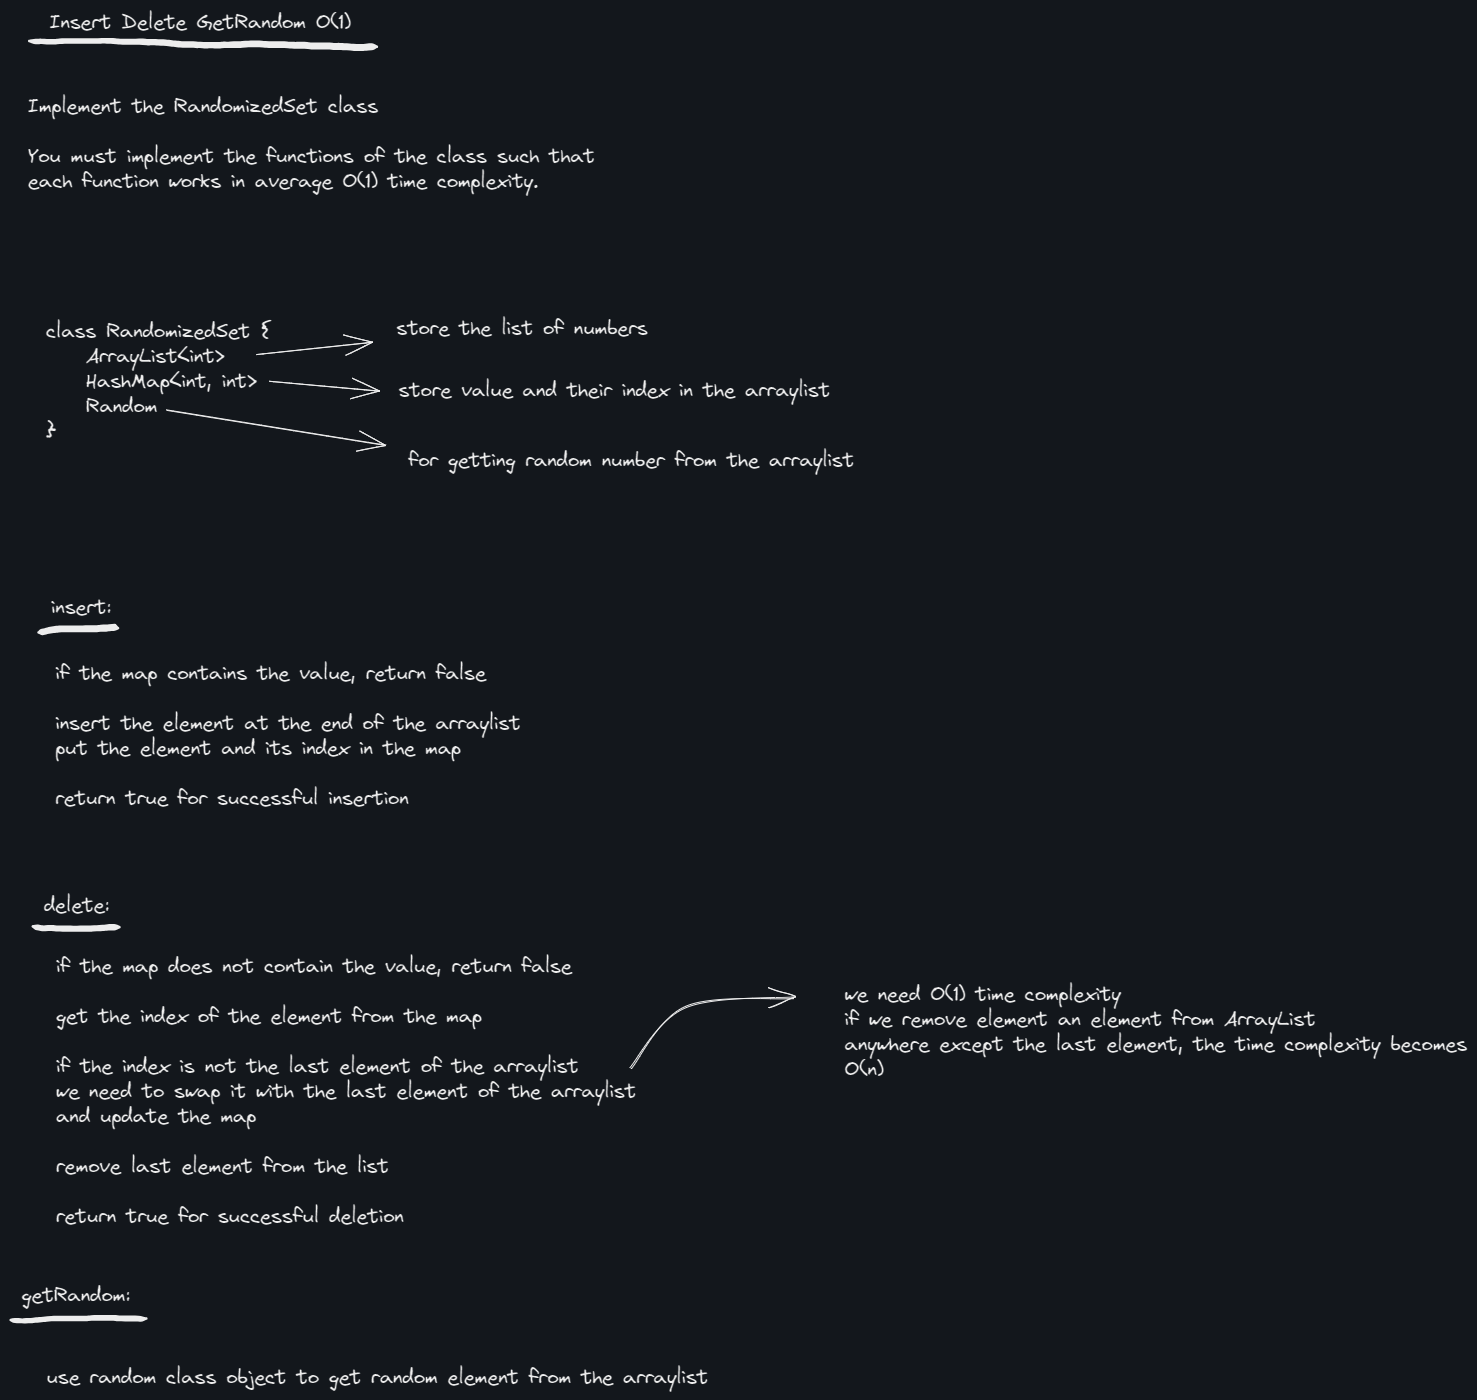 Insert Delete GetRandom O(1)
Implement the RandomizedSet class
You must implement the functions of the class such that
each function works in average O(1) time complexity.
class RandomizedSet {
ArrayList<int>
HashMap<int, int>
Random
}
store the list of numbers
store value and their index in the arraylist
for getting random number from the arraylist
insert:
if the map contains the value, return false
insert the element at the end of the arraylist
put the element and its index in the map
return true for successful insertion
delete:
if the map does not contain the value, return false
get the index of the element from the map
if the index is not the last element of the arraylist
we need to swap it with the last element of the arraylist
and update the map
remove last element from the list
return true for successful deletion
we need O(1) time complexity
if we remove element an element from ArrayList
anywhere except the last element, the time complexity becomes
O(n)
getRandom:
use random class object to get random element from the arraylist